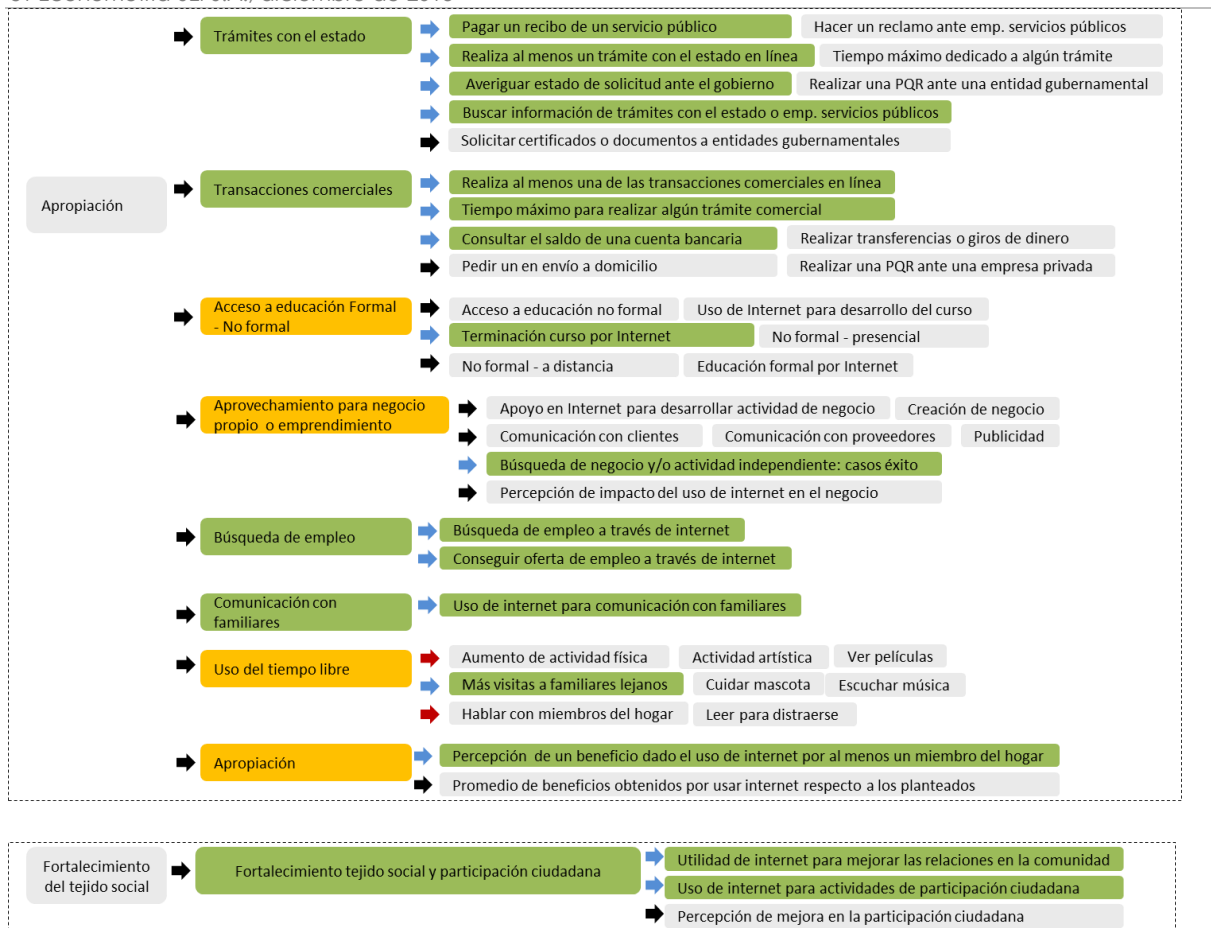 Trámites con el estado
Pagar un recibo de un servicio público
Hacer un reclamo ante emp. servicios públicos
Realiza al menos un trámite con el estado en línea
Tiempo máximo dedicado a algún trámite
Averiguar estado de solicitud ante el gobierno
Realizar una PQR ante una entidad gubernamental
Buscar información de trámites con el estado o emp. servicios públicos
Solicitar certificados o documentos a entidades gubernamentales
Apropiación
Transacciones comerciales
Realiza al menos una de las transacciones comerciales en línea
Tiempo máximo para realizar algún trámite comercial
Consultar el saldo de una cuenta bancaria
Realizar transferencias o giros de dinero
Pedir un en envío a domicilio
Realizar una PQR ante una empresa privada
Acceso a educación Formal
- No formal
Acceso a educación no formal
Uso de Internet para desarrollo del curso
Terminación curso por Internet
No formal - presencial
No formal - a distancia
Educación formal por Internet
Aprovechamiento para negocio
propio o emprendimiento
Apoyo en Internet para desarrollar actividad de negocio
Creación de negocio
Comunicación con clientes
Comunicación con proveedores
Publicidad
Búsqueda de negocio y/o actividad independiente: casos éxito
Percepción de impacto del uso de internet en el negocio
Búsqueda de empleo
Búsqueda de empleo a través de internet
Conseguir oferta de empleo a través de internet
Comunicación con
familiares
Uso de internet para comunicación con familiares
Uso del tiempo libre
Aumento de actividad física
Actividad artística
Ver películas
Más visitas a familiares lejanos
Cuidar mascota
Escuchar música
Hablar con miembros del hogar
Leer para distraerse
Apropiación
Percepción de un beneficio dado el uso de internet por al menos un miembro del hogar
Promedio de beneficios obtenidos por usar internet respecto a los planteados
Fortalecimiento
del tejido social
Fortalecimiento tejido social y participación ciudadana
Utilidad de internet para mejorar las relaciones en la comunidad
Uso de internet para actividades de participación ciudadana
Percepción de mejora en la participación ciudadana